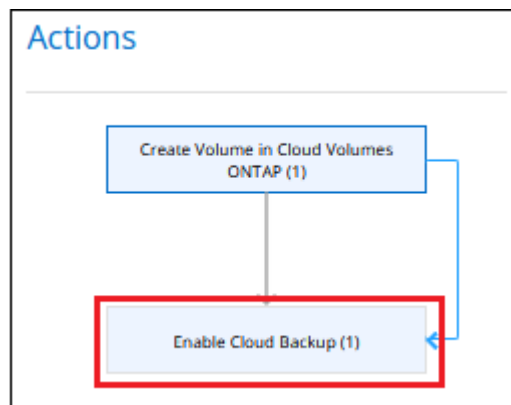 Actions
Create Volume in Cloud Volumes
ONTAP (1)
Enable Cloud Backup (1)